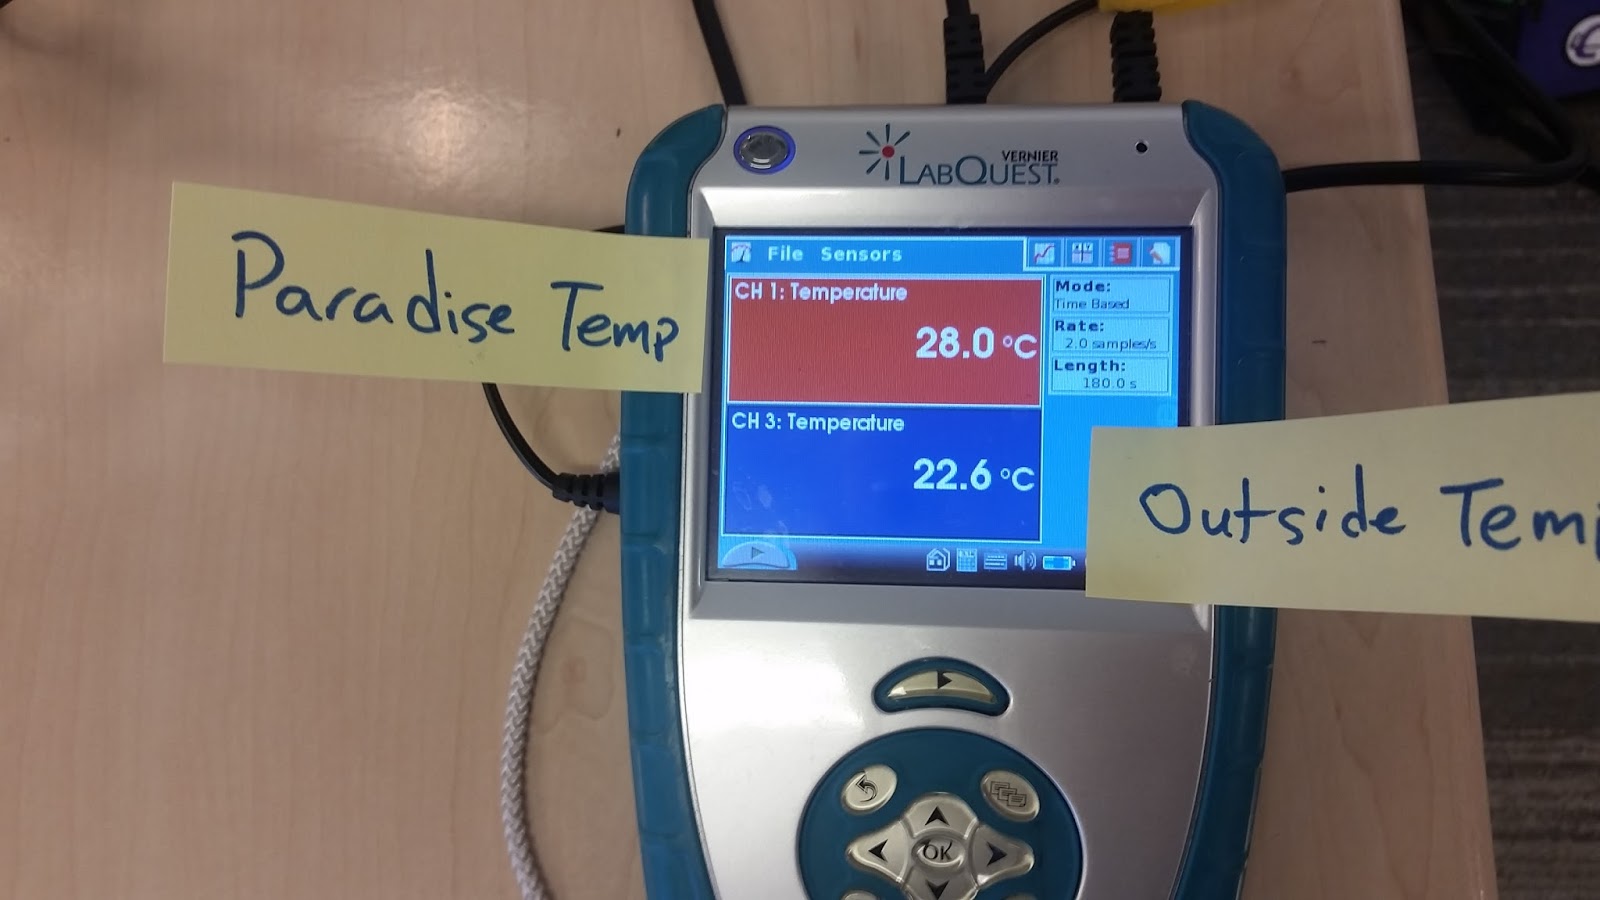 VERNIER
LABQUEST®
Paradise Temp
File Sensors
CH 1: Temperature
28.0 °C
Mode:
Time Based
Rate:
2.0 samples/s
Length:
180.0 s
CH 3: Temperature
22.6 °C
Outside Temp
OK